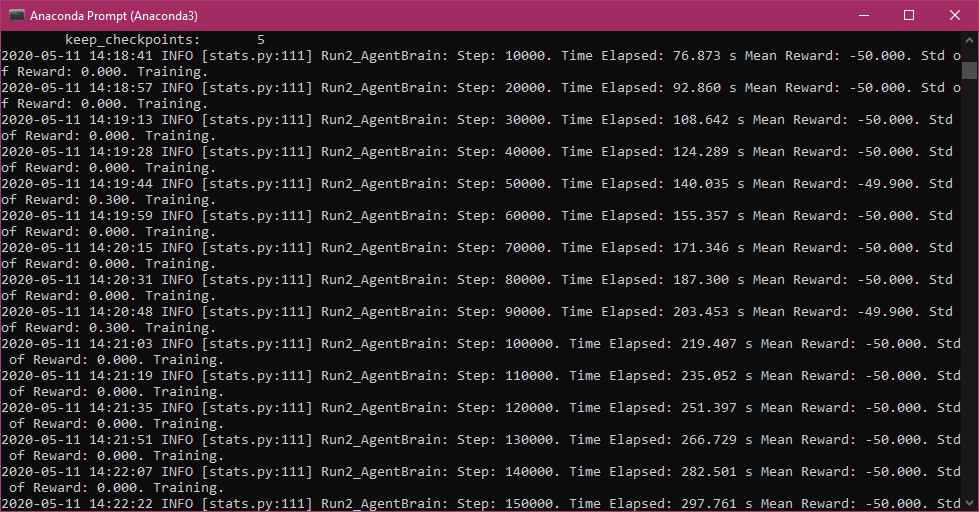 Anaconda Prompt (Anaconda3)
keep_checkpoints: 5
2020-05-11 14:18:41 INFO [stats.py:111] Run2_AgentBrain: Step: 10000. Time Elapsed: 76.873 s Mean Reward: -50.000. Std o
f Reward: 0.000. Training.
2020-05-11 14:18:57 INFO [stats.py:111] Run2_AgentBrain: Step: 20000. Time Elapsed: 92.860 s Mean Reward: -50.000. Std o
f Reward: 0.000. Training.
2020-05-11 14:19:13 INFO [stats.py:111] Run2_AgentBrain: Step: 30000. Time Elapsed: 108.642 s Mean Reward: -50.000. Std
of Reward: 0.000. Training.
2020-05-11 14:19:28 INFO [stats.py:111] Run2_AgentBrain: Step: 40000. Time Elapsed: 124.289 s Mean Reward: -50.000. Std
of Reward: 0.000. Training.
2020-05-11 14:19:44 INFO [stats.py:111] Run2_AgentBrain: Step: 50000. Time Elapsed: 140.035 s Mean Reward: -49.900. Std
of Reward: 0.300. Training.
2020-05-11 14:19:59 INFO [stats.py:111] Run2_AgentBrain: Step: 60000. Time Elapsed: 155.357 s Mean Reward: -50.000. Std
of Reward: 0.000. Training.
2020-05-11 14:20:15 INFO [stats.py:111] Run2_AgentBrain: Step: 70000. Time Elapsed: 171.346 s Mean Reward: -50.000. Std
of Reward: 0.000. Training.
2020-05-11 14:20:31 INFO [stats.py:111] Run2_AgentBrain: Step: 80000. Time Elapsed: 187.300 s Mean Reward: -50.000. Std
of Reward: 0.000. Training.
2020-05-11 14:20:48 INFO [stats.py:111] Run2_AgentBrain: Step: 90000. Time Elapsed: 203.453 s Mean Reward: -49.900. Std
of Reward: 0.300. Training.
2020-05-11 14:21:03 INFO [stats.py:111] Run2_AgentBrain: Step: 100000. Time Elapsed: 219.407 s Mean Reward: -50.000. Std
of Reward: 0.000. Training.
2020-05-11 14:21:19 INFO [stats.py:111] Run2_AgentBrain: Step: 110000. Time Elapsed: 235.052 s Mean Reward: -50.000. Std
of Reward: 0.000. Training.
2020-05-11 14:21:35 INFO [stats.py:111] Run2_AgentBrain: Step: 120000. Time Elapsed: 251.397 s Mean Reward: -50.000. Std
of Reward: 0.000. Training.
2020-05-11 14:21:51 INFO [stats.py:111] Run2_AgentBrain: Step: 130000. Time Elapsed: 266.729 s Mean Reward: -50.000. Std
of Reward: 0.000. Training.
2020-05-11 14:22:07 INFO [stats.py:111] Run2_AgentBrain: Step: 140000. Time Elapsed: 282.501 s Mean Reward: -50.000. Std
of Reward: 0.000. Training.
2020-05-11 14:22:22 INFO [stats.py:111] Run2_AgentBrain: Step: 150000. Time Elapsed: 297.761 s Mean Reward: -50.000. Std